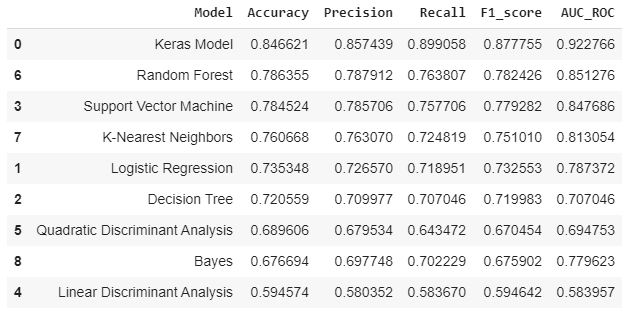 Model Accuracy Precision Recall F1_score AUC_ROC
0 Keras Model 0.846621 0.857439 0.899058 0.877755 0.922766
6 Random Forest 0.786355 0.787912 0.763807 0.782426 0.851276
3 Support Vector Machine 0.784524 0.785706 0.757706 0.779282 0.847686
7 K-Nearest Neighbors 0.760668 0.763070 0.724819 0.751010 0.813054
1 Logistic Regression 0.735348 0.726570 0.718951 0.732553 0.787372
2 Decision Tree 0.720559 0.709977 0.707046 0.719983 0.707046
5 Quadratic Discriminant Analysis 0.689606 0.679534 0.643472 0.670454 0.694753
8 Bayes 0.676694 0.697748 0.702229 0.675902 0.779623
4 Linear Discriminant Analysis 0.594574 0.580352 0.583670 0.594642 0.583957